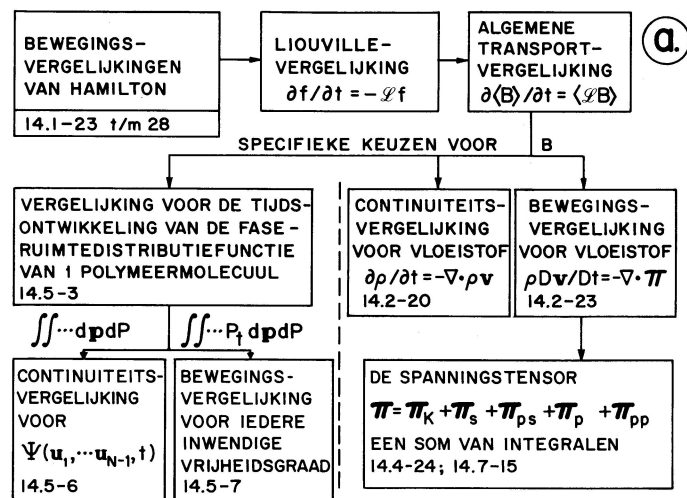 BEWEGINGS-
VERGELIJKINGEN
VAN HAMILTON
14.1-23 t/m 28
LIOUVILLE-
VERGELIJKING
∂f/∂t = -ℒf
ALGEMENE
TRANSPORT-
VERGELIJKING
∂⟨B⟩/∂t = ⟨ℒB⟩
a.
SPECIFIEKE KEUZEN VOOR B
VERGELIJKING VOOR DE TIJDS-
ONTWIKKELING VAN DE FASE-
RUIMTEDISTRIBUTIEFUNCTIE
VAN 1 POLYMEERMOLECUUL
14.5-3
CONTINUITEITS-
VERGELIJKING
VOOR VLOEISTOF
∂ρ/∂t=-∇·ρv
14.2-20
BEWEGINGS-
VERGELIJKING
VOOR VLOEISTOF
ρDv/Dt=-∇·π
14.2-23
∬···dpdP
∬···P† dpdP
CONTINUITEITS-
VERGELIJKING
VOOR
Ψ(u₁,···u_N-1,t)
14.5-6
BEWEGINGS-
VERGELIJKING
VOOR IEDERE
INWENDIGE
VRIJHEIDSGRAAD
14.5-7
DE SPANNINGSTENSOR
π=π_K+π_s+π_ps+π_p+π_pp
EEN SOM VAN INTEGRALEN
14.4-24; 14.7-15